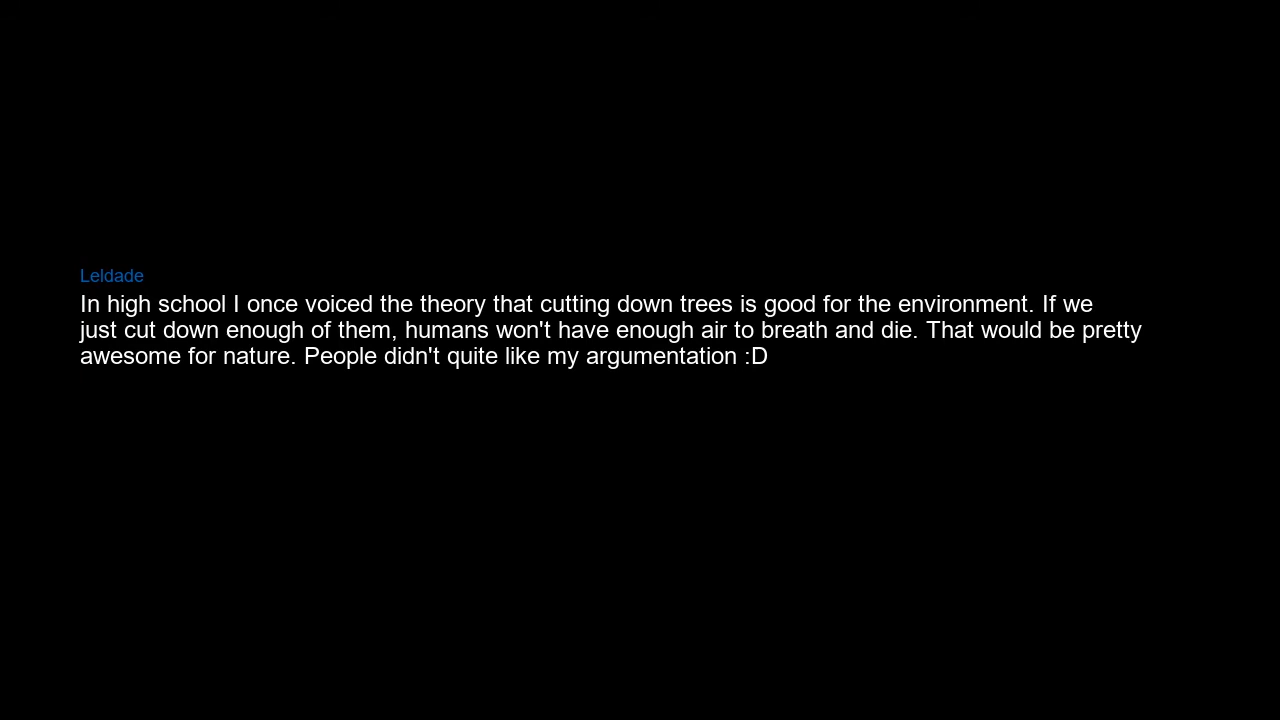 Leldade
In high school I once voiced the theory that cutting down trees is good for the environment. If we
just cut down enough of them, humans won't have enough air to breath and die. That would be pretty
awesome for nature. People didn't quite like my argumentation :D